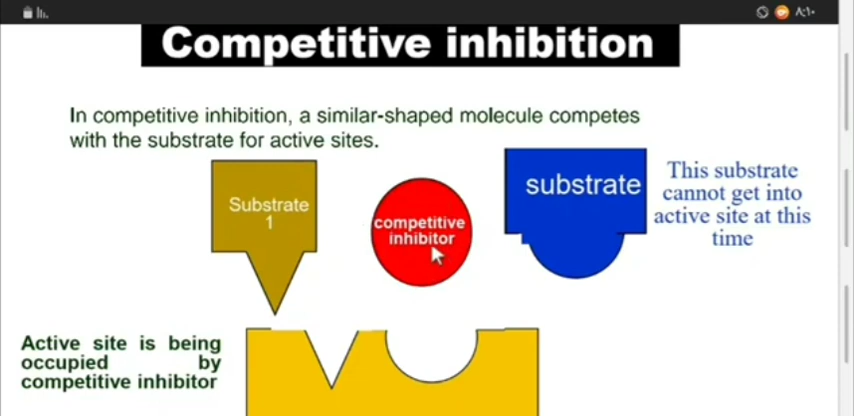 ٨:١٠
Competitive inhibition
In competitive inhibition, a similar-shaped molecule competes
with the substrate for active sites.
Substrate
1
competitive
inhibitor
substrate
This substrate
cannot get into
active site at this
time
Active site is being
occupied by
competitive inhibitor